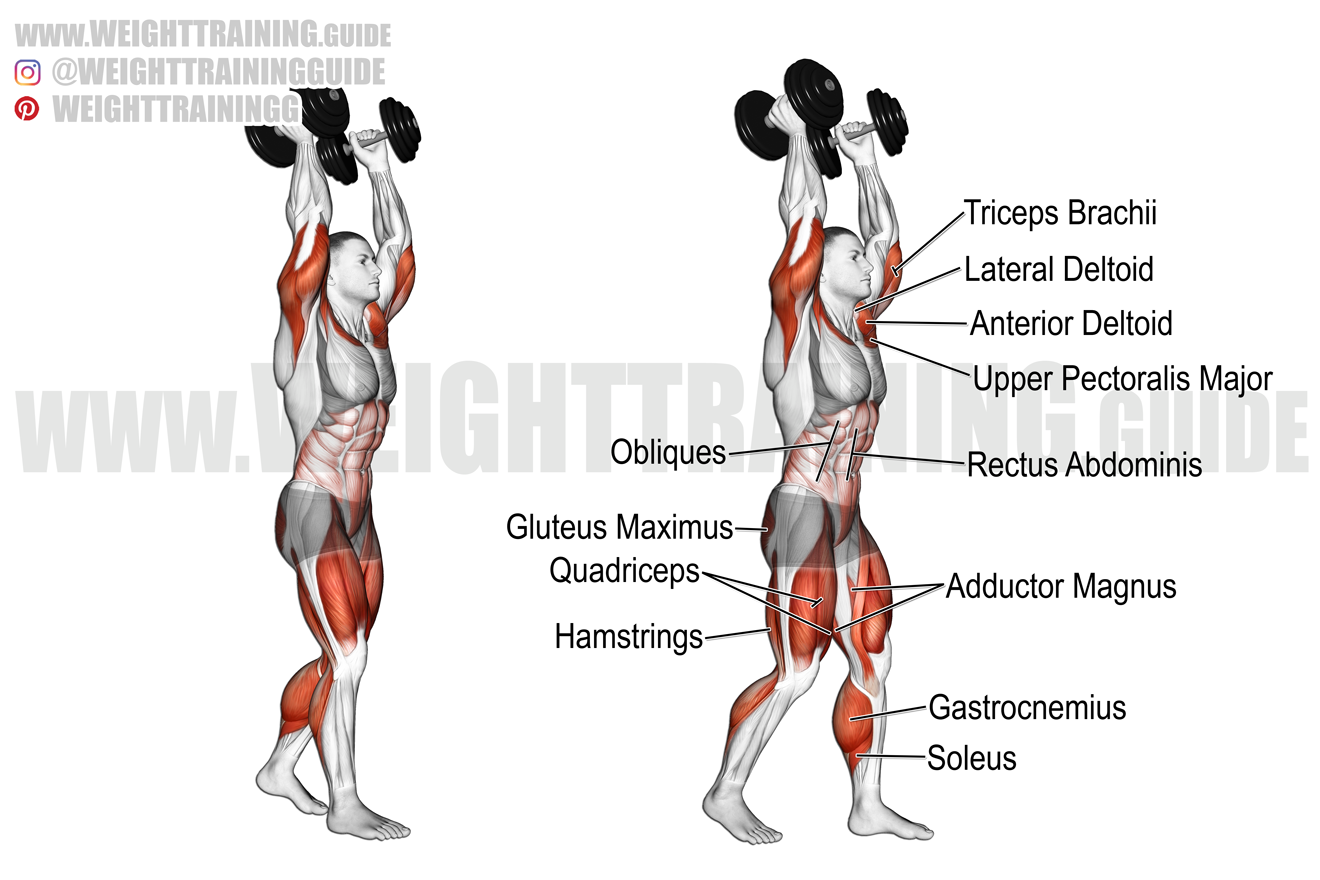 www.WEIGHTTRAINING.GUIDE
@WEIGHTTRAININGGUIDE
WEIGHTTRAININGG
Triceps Brachii
Lateral Deltoid
Anterior Deltoid
Upper Pectoralis Major
www.WEIGHTTRAINING.GUIDE
Obliques
Rectus Abdominis
Gluteus Maximus
Quadriceps
Adductor Magnus
Hamstrings
Gastrocnemius
Soleus